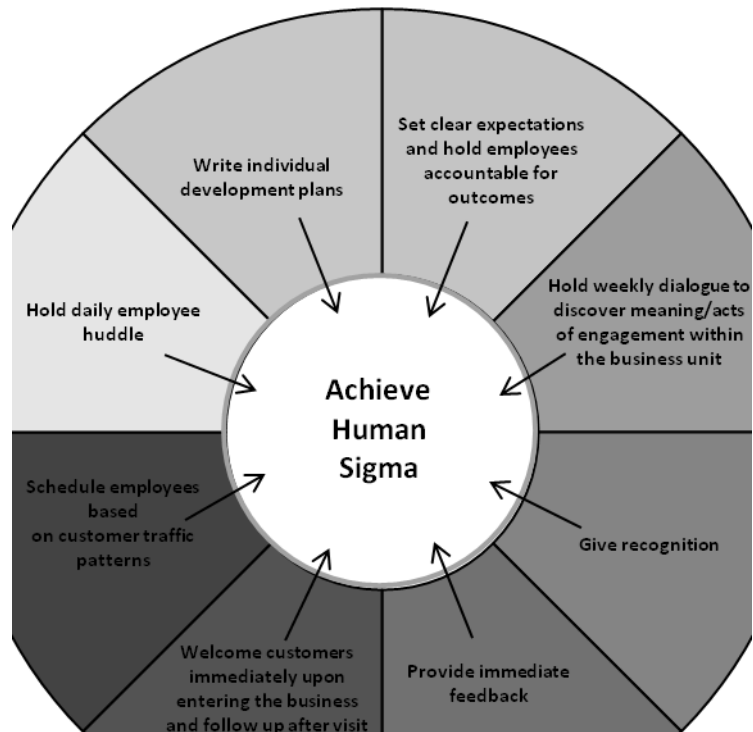 Write individual
development plans
Set clear expectations
and hold employees
accountable for
outcomes
Hold daily employee
huddle
Hold weekly dialogue to
discover meaning/acts
of engagement within
the business unit
Achieve
Human
Sigma
Schedule employees
based
on customer traffic
patterns
Give recognition
Welcome customers
immediately upon
entering the business
and follow up after visit
Provide immediate
feedback